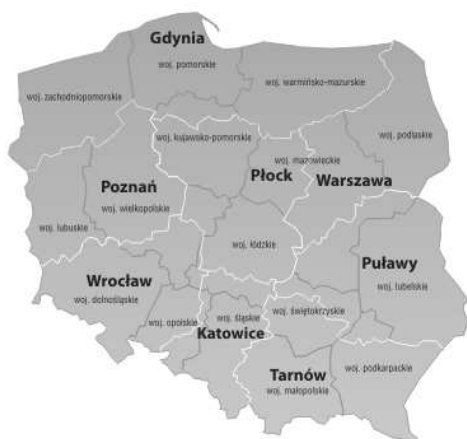 Gdynia
woj. pomorskie
woj. zachodniopomorskie
woj. warmińsko-mazurskie
woj. kujawsko-pomorskie
woj. podlaskie
woj. mazowieckie
Płock
Warszawa
Poznań
woj. wielkopolskie
woj. lubuskie
woj. łódzkie
Puławy
woj. lubelskie
Wrocław
woj. dolnośląskie
woj. opolskie
woj. śląskie
woj. świętokrzyskie
Katowice
Tarnów
woj. małopolskie
woj. podkarpackie